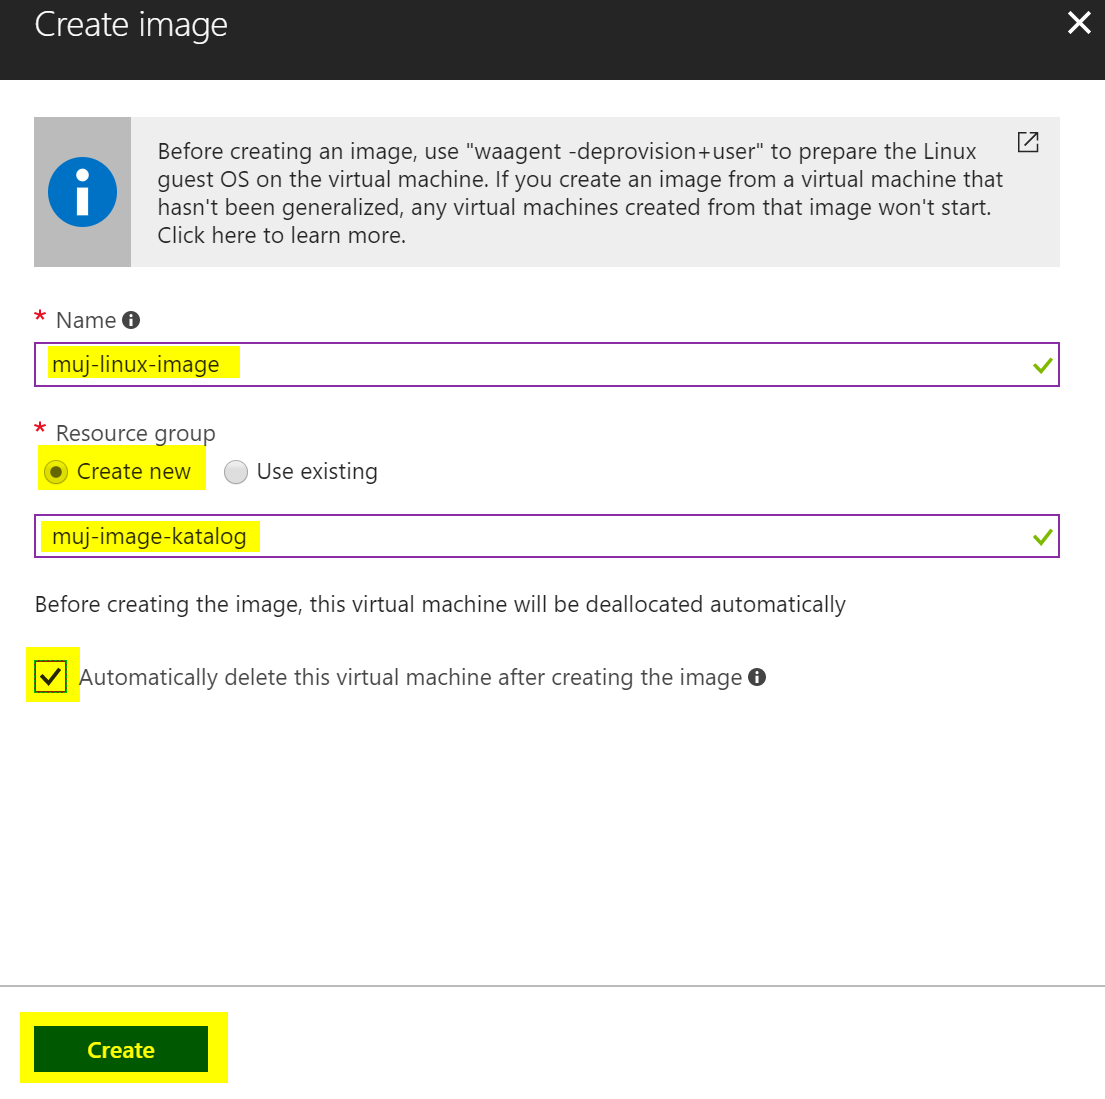 Create image
Before creating an image, use "waagent -deprovision+user" to prepare the Linux
guest OS on the virtual machine. If you create an image from a virtual machine that
hasn't been generalized, any virtual machines created from that image won't start.
Click here to learn more.
* Name
muj-linux-image
* Resource group
Create new Use existing
muj-image-katalog
Before creating the image, this virtual machine will be deallocated automatically
Automatically delete this virtual machine after creating the image
Create